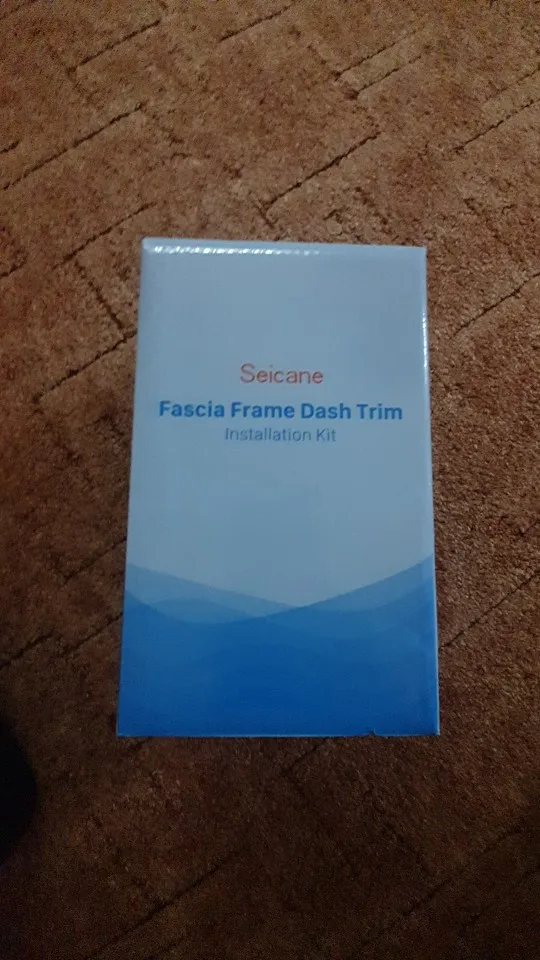 Seicane
Fascia Frame Dash Trim
Installation Kit